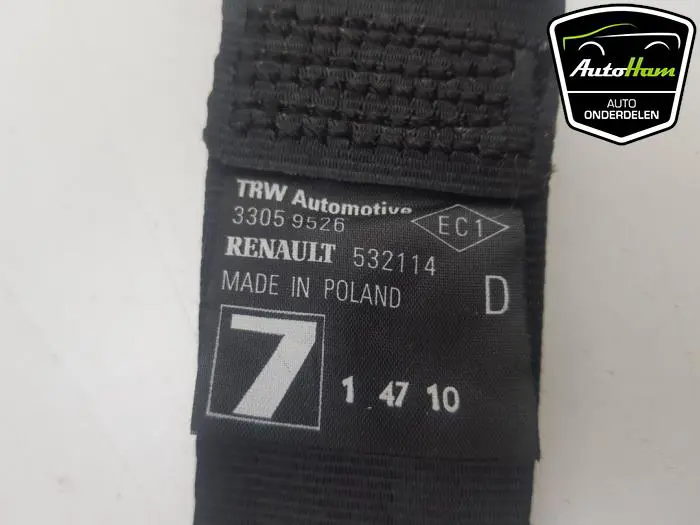 AutoHam
AUTO
ONDERDELEN
TRW Automotive
3305 9526
EC1
RENAULT 532114
MADE IN POLAND
D
7
1 47 10